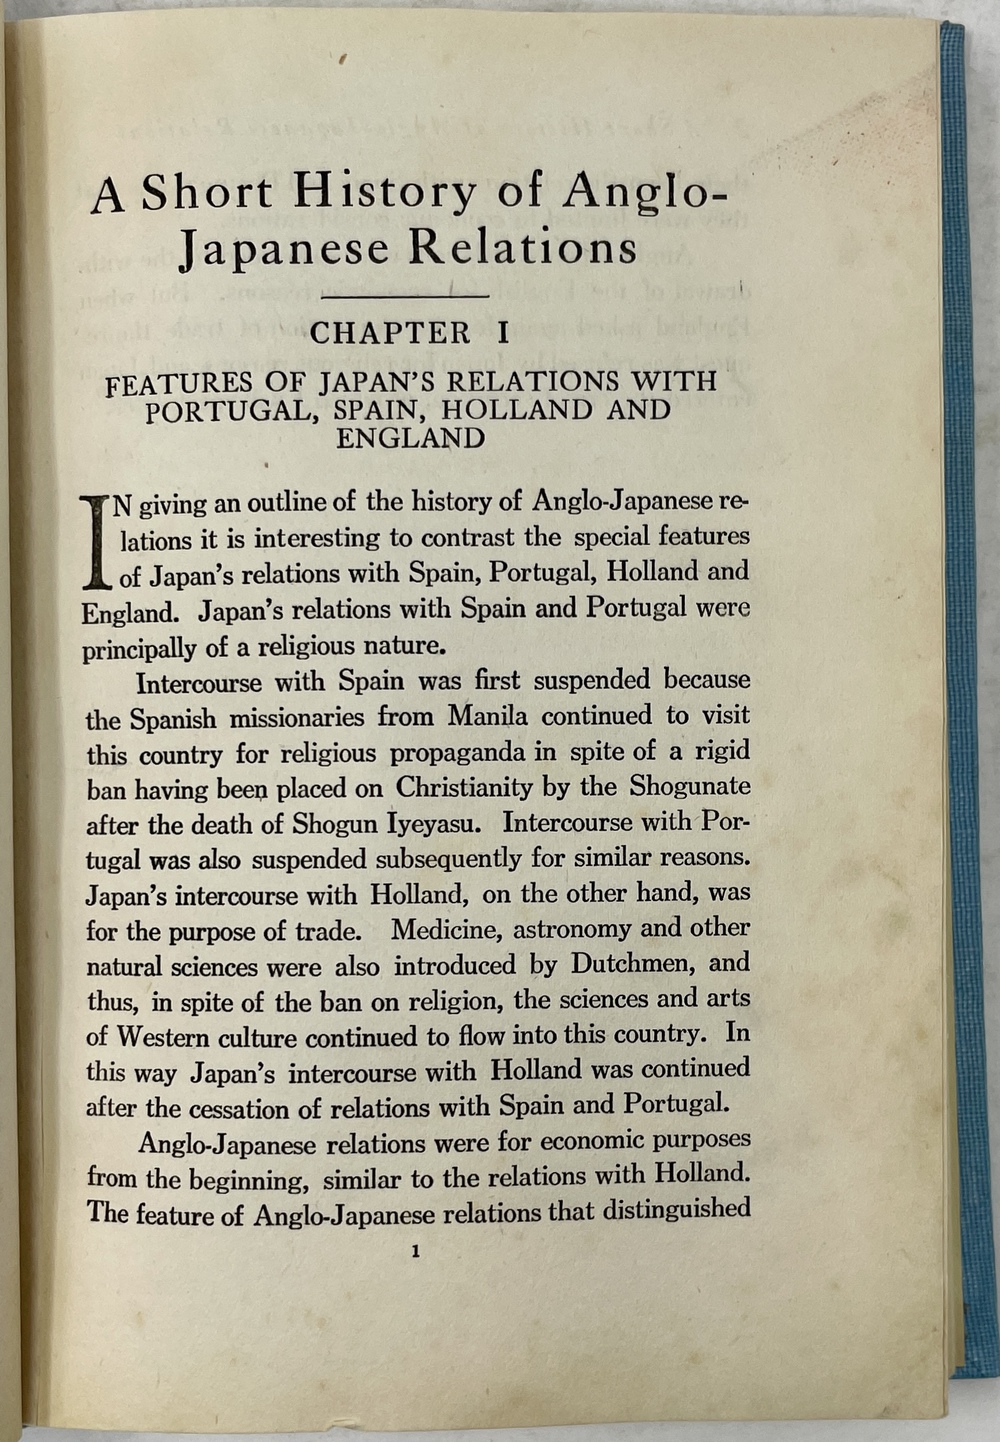 A Short History of Anglo-
Japanese Relations
CHAPTER I
FEATURES OF JAPAN'S RELATIONS WITH
PORTUGAL, SPAIN, HOLLAND AND
ENGLAND
IN giving an outline of the history of Anglo-Japanese re-
lations it is interesting to contrast the special features
of Japan's relations with Spain, Portugal, Holland and
England. Japan's relations with Spain and Portugal were
principally of a religious nature.
Intercourse with Spain was first suspended because
the Spanish missionaries from Manila continued to visit
this country for religious propaganda in spite of a rigid
ban having been placed on Christianity by the Shogunate
after the death of Shogun Iyeyasu. Intercourse with Por-
tugal was also suspended subsequently for similar reasons.
Japan's intercourse with Holland, on the other hand, was
for the purpose of trade. Medicine, astronomy and other
natural sciences were also introduced by Dutchmen, and
thus, in spite of the ban on religion, the sciences and arts
of Western culture continued to flow into this country. In
this way Japan's intercourse with Holland was continued
after the cessation of relations with Spain and Portugal.
Anglo-Japanese relations were for economic purposes
from the beginning, similar to the relations with Holland.
The feature of Anglo-Japanese relations that distinguished
1